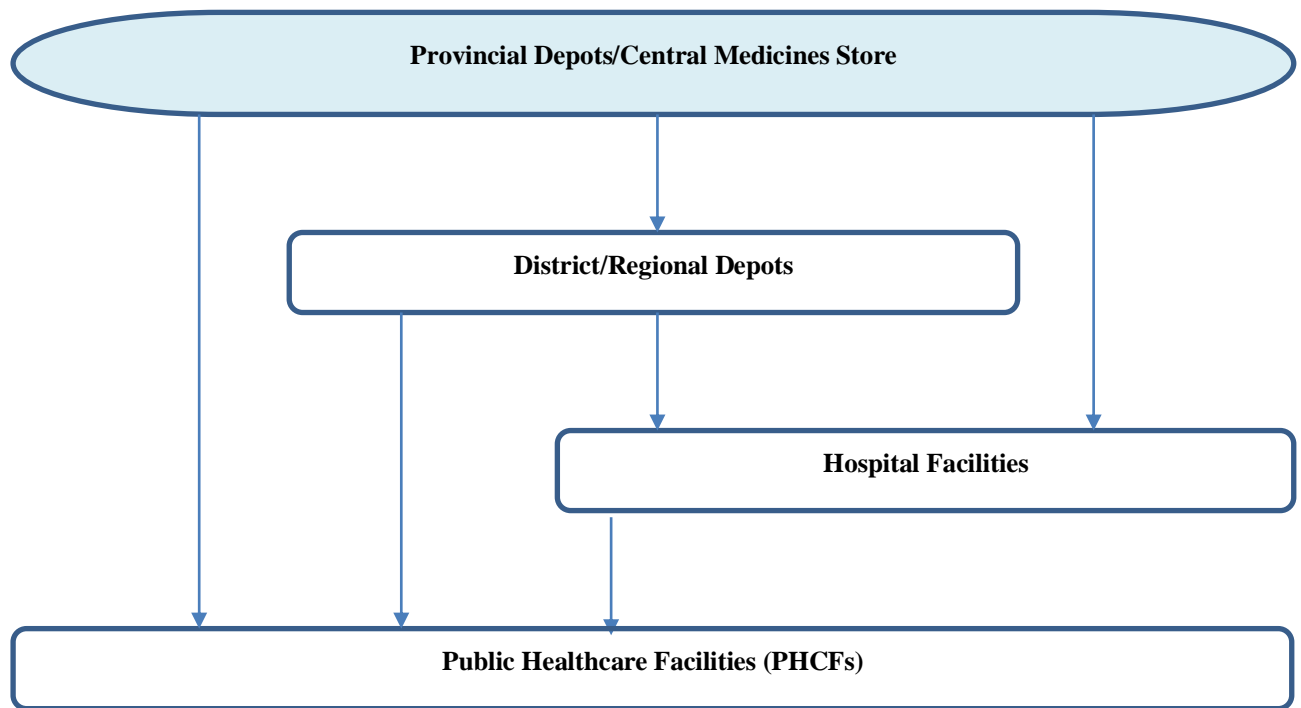 Provincial Depots/Central Medicines Store
District/Regional Depots
Hospital Facilities
Public Healthcare Facilities (PHCFs)